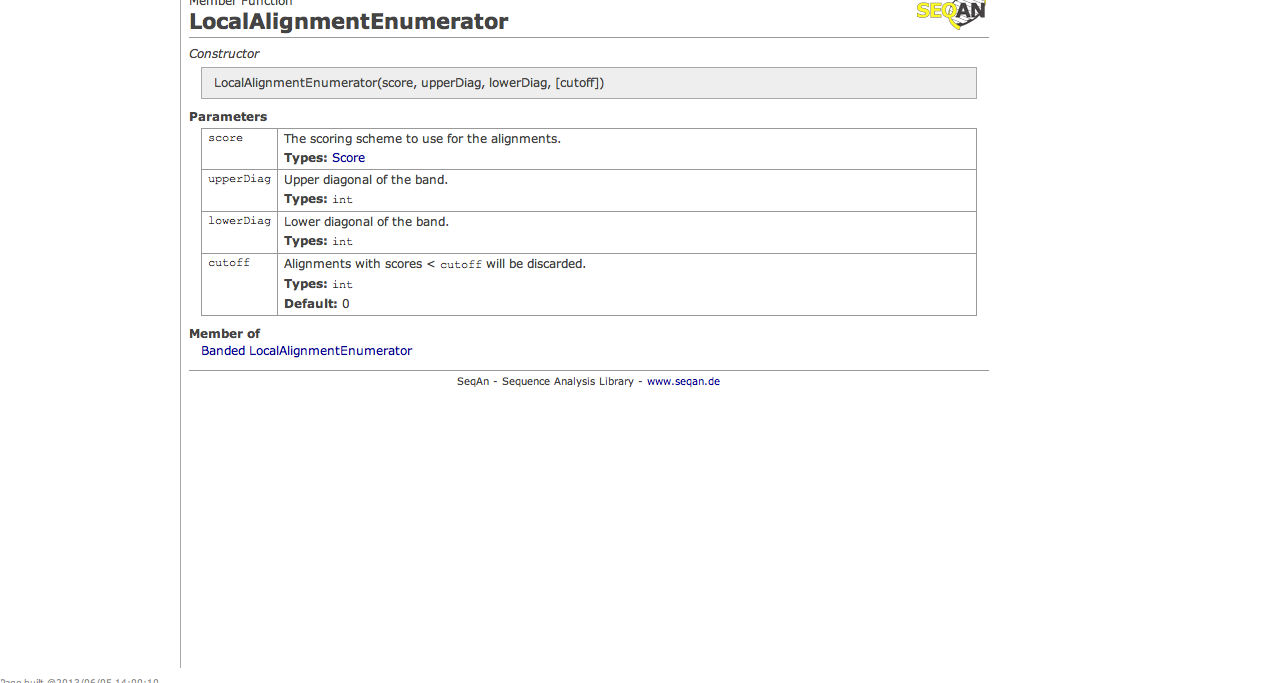 Member Function
LocalAlignmentEnumerator
SEQAN
Constructor
LocalAlignmentEnumerator(score, upperDiag, lowerDiag, [cutoff])
Parameters
score
The scoring scheme to use for the alignments.
Types: Score
upperDiag
Upper diagonal of the band.
Types: int
lowerDiag
Lower diagonal of the band.
Types: int
cutoff
Alignments with scores < cutoff will be discarded.
Types: int
Default: 0
Member of
Banded LocalAlignmentEnumerator
SeqAn - Sequence Analysis Library - www.seqan.de
Page built @2013/06/05 14:00:10